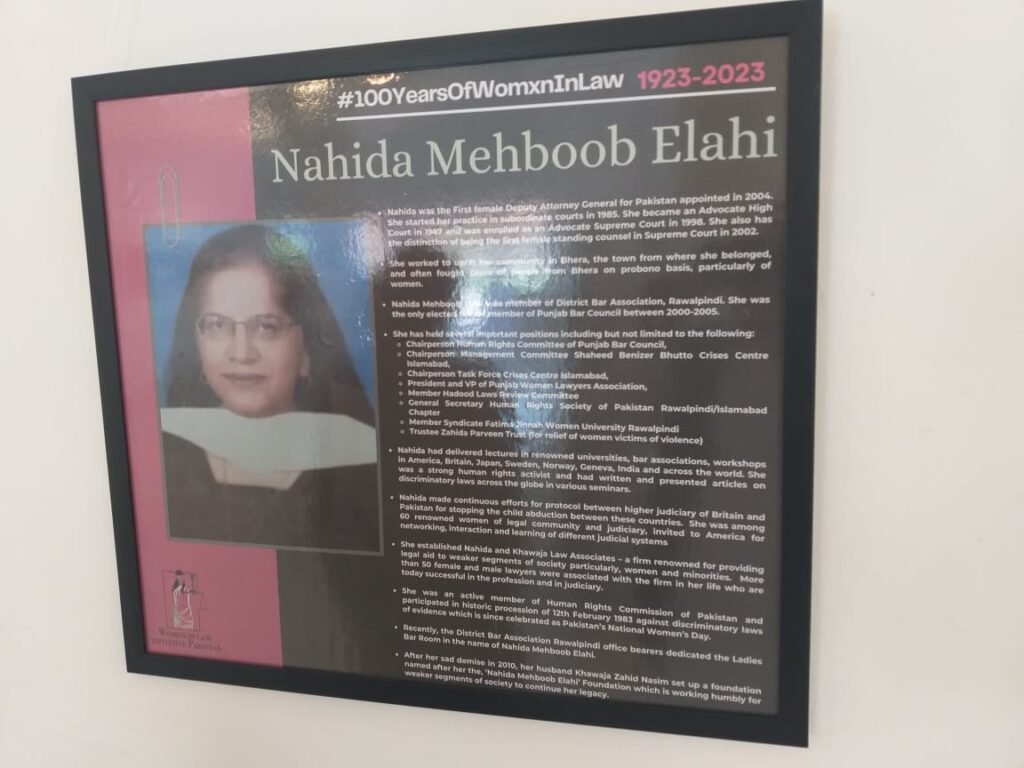 #100YearsOfWomxnInLaw 1923-2023
Nahida Mehboob Elahi
Nahida was the First female Deputy Attorney General for Pakistan appointed in 2004.
She started her practice in subordinate courts in 1985. She became an Advocate High
Court in 1987 and was enrolled as an Advocate Supreme Court in 1998. She also has
the distinction of being the first female standing counsel in Supreme Court in 2002.
She worked to uplift her community in Bhera, the town from where she belonged,
and often fought cases of people from Bhera on probono basis, particularly of
women.
Nahida Mehboob was member of District Bar Association, Rawalpindi. She was
the only elected member of Punjab Bar Council between 2000-2005.
She has held several important positions including but not limited to the following:
Chairperson Human Rights Committee of Punjab Bar Council,
Chairperson Management Committee Shaheed Benizer Bhutto Crises Centre
Islamabad,
Chairperson Task Force Crises Centre Islamabad,
President and VP of Punjab Women Lawyers Association,
Member Hadood Laws Review Committee
General Secretary Human Rights Society of Pakistan Rawalpindi/Islamabad
Chapter
Member Syndicate Fatima Jinnah Women University Rawalpindi
Trustee Zahida Parveen Trust (for relief of women victims of violence)
Nahida had delivered lectures in renowned universities, bar associations, workshops
in America, Britain, Japan, Sweden, Norway, Geneva, India and across the world. She
was a strong human rights activist and had written and presented articles on
discriminatory laws across the globe in various seminars.
Nahida made continuous efforts for protocol between higher judiciary of Britain and
Pakistan for stopping the child abduction between these countries. She was among
60 renowned women of legal community and judiciary, invited to America for
networking, interaction and learning of different judicial systems
She established Nahida and Khawaja Law Associates – a firm renowned for providing
legal aid to weaker segments of society particularly, women and minorities. More
than 50 female and male lawyers were associated with the firm in her life who are
today successful in the profession and in judiciary.
She was an active member of Human Rights Commission of Pakistan and
participated in historic procession of 12th February 1983 against discriminatory laws
of evidence which is since celebrated as Pakistan's National Women's Day.
Recently, the District Bar Association Rawalpindi office bearers dedicated the Ladies
Bar Room in the name of Nahida Mehboob Elahi.
After her sad demise in 2010, her husband Khawaja Zahid Nasim set up a foundation
named after her the, 'Nahida Mehboob Elahi' Foundation which is working humbly for
weaker segments of society to continue her legacy.
WOMEN IN LAW
INITIATIVE PAKISTAN